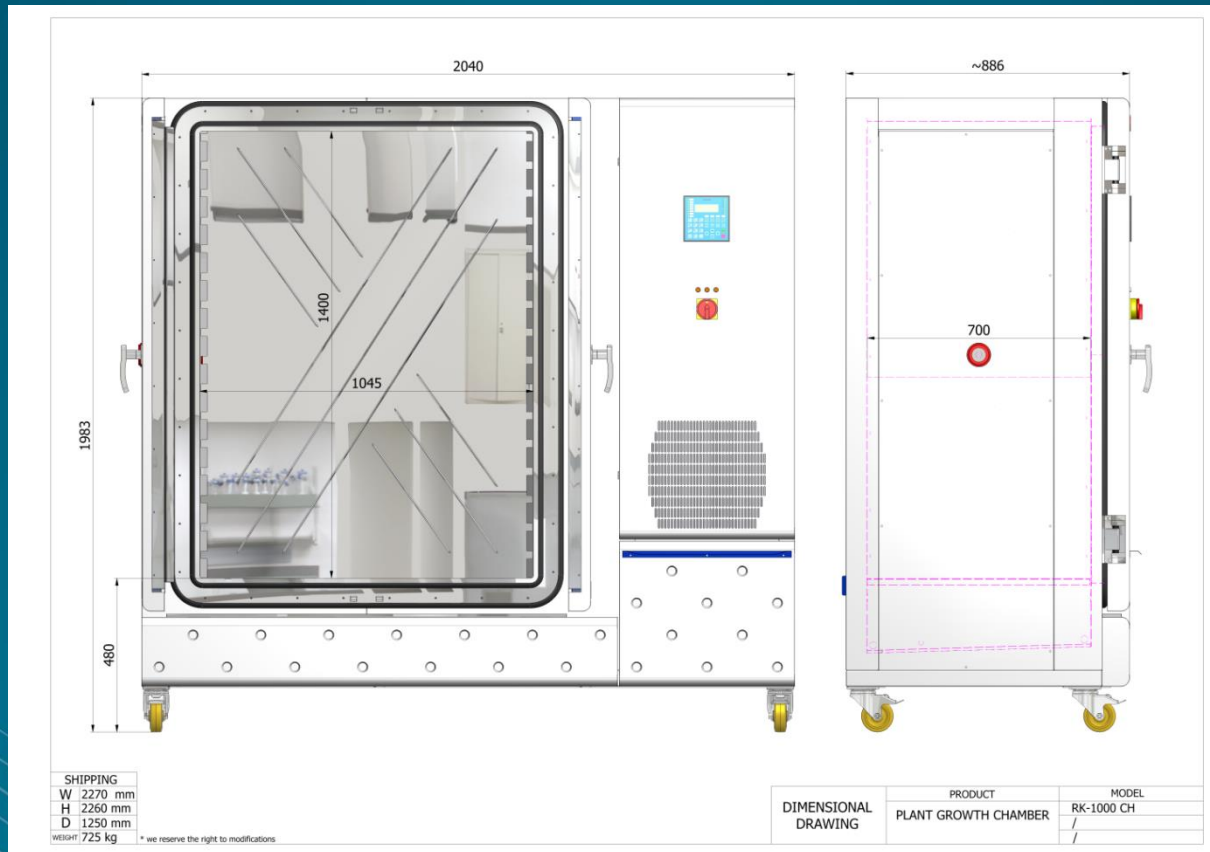 2040
~886
1400
1045
700
1983
480
SHIPPING
W 2270 mm
H 2260 mm
D 1250 mm
WEIGHT 725 kg
* we reserve the right to modifications
DIMENSIONAL
DRAWING
PRODUCT
PLANT GROWTH CHAMBER
MODEL
RK-1000 CH
/
/